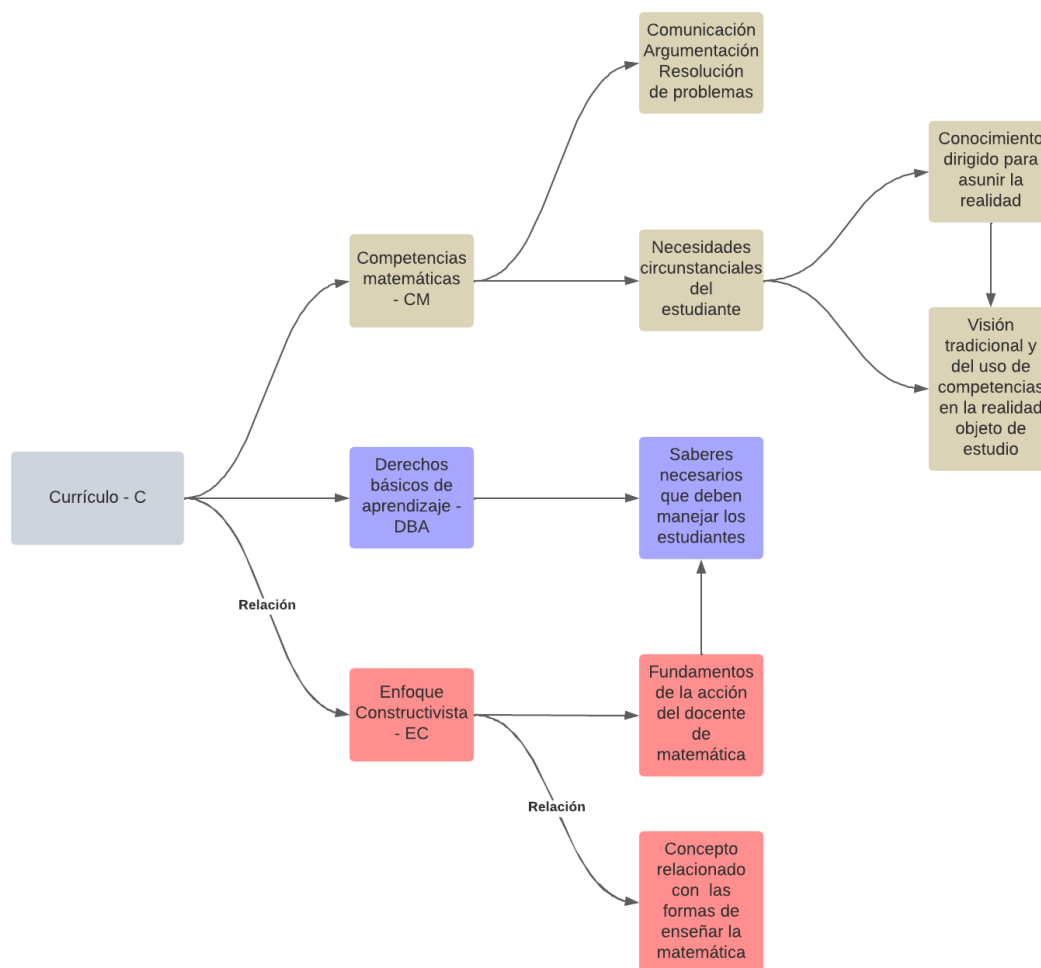 Comunicación
Argumentación
Resolución
de problemas
Conocimiento
dirigido para
asunir la
realidad
Competencias
matemáticas
- CM
Necesidades
circunstanciales
del
estudiante
Visión
tradicional y
del uso de
competencias
en la realidad
objeto de
estudio
Currículo - C
Derechos
básicos de
aprendizaje -
DBA
Saberes
necesarios
que deben
manejar los
estudiantes
Relación
Enfoque
Constructivista
- EC
Fundamentos
de la acción
del docente
de
matemática
Relación
Concepto
relacionado
con las
formas de
enseñar la
matemática